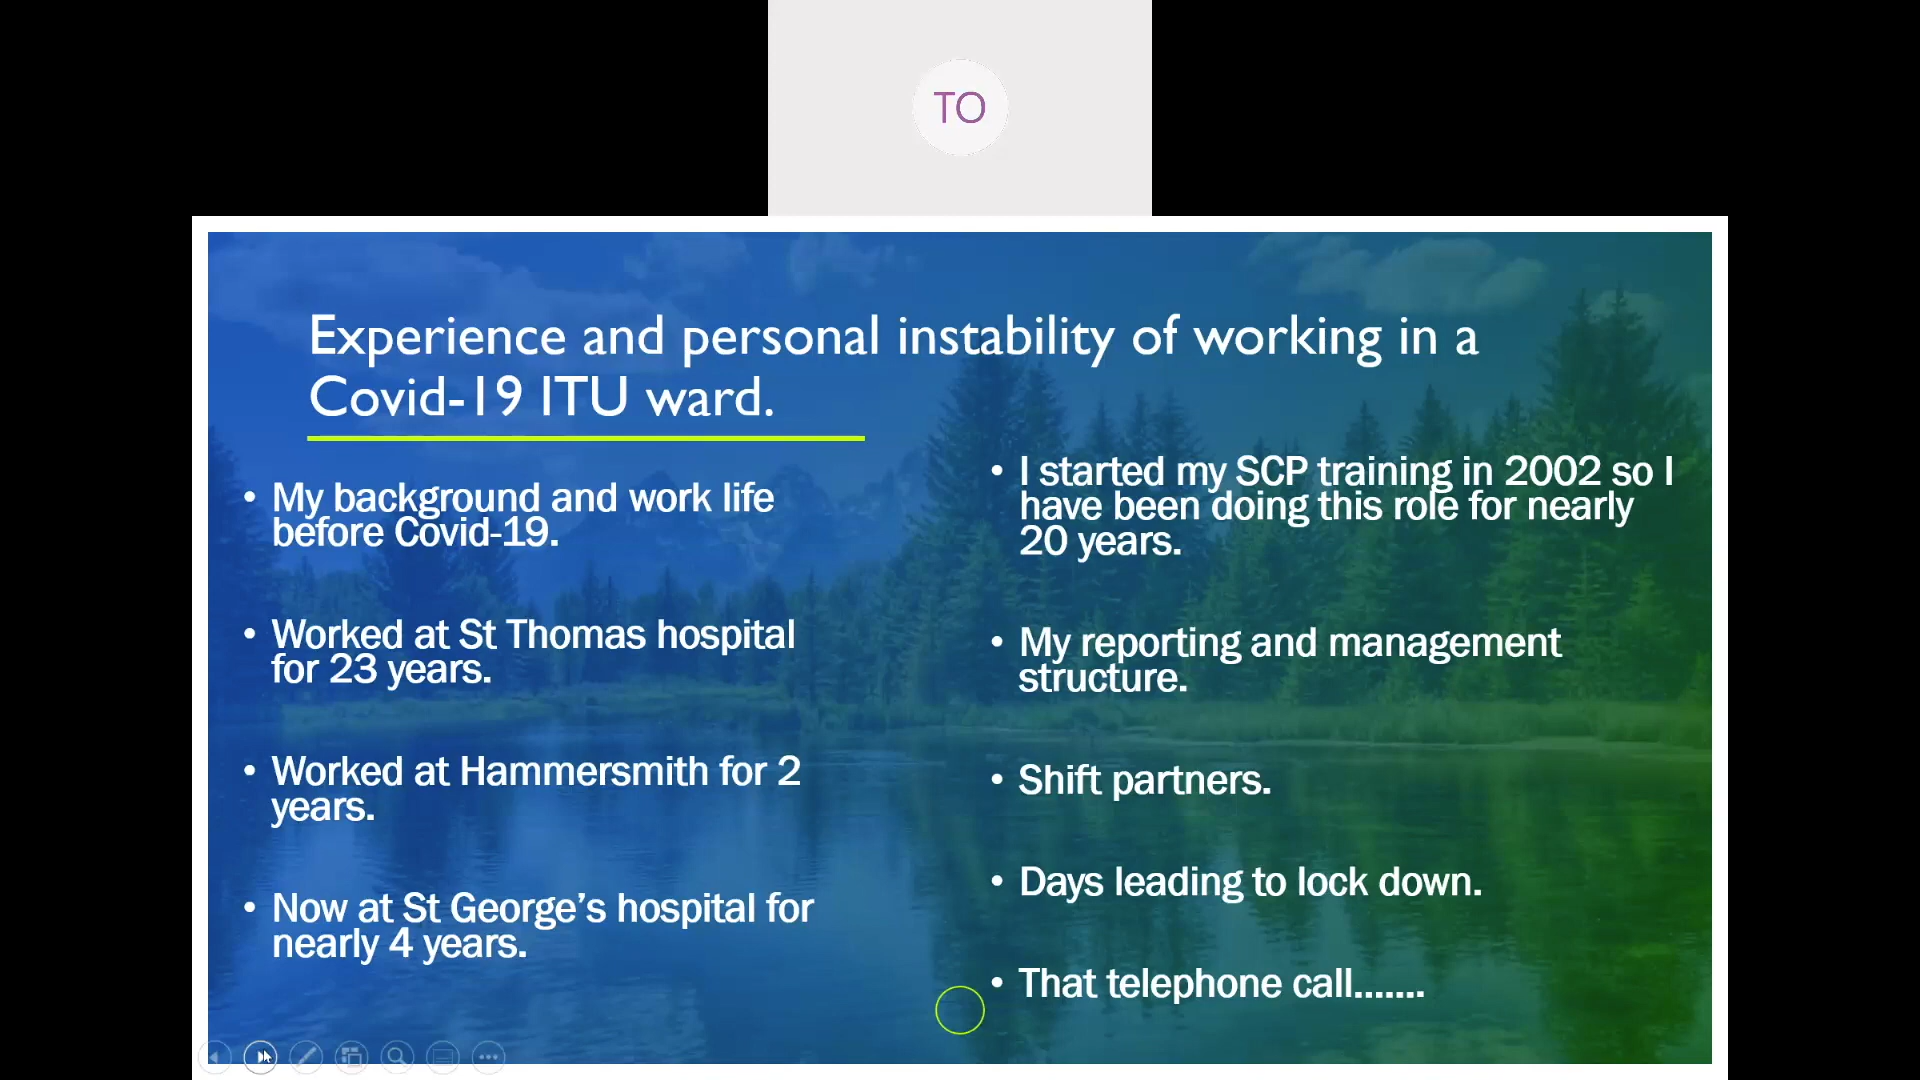 TO
Experience and personal instability of working in a
Covid-19 ITU ward.
• My background and work life
before Covid-19.
• Worked at St Thomas hospital
for 23 years.
• Worked at Hammersmith for 2
years.
• Now at St George’s hospital for
nearly 4 years.
• I started my SCP training in 2002 so I
have been doing this role for nearly
20 years.
• My reporting and management
structure.
• Shift partners.
• Days leading to lock down.
• That telephone call.......